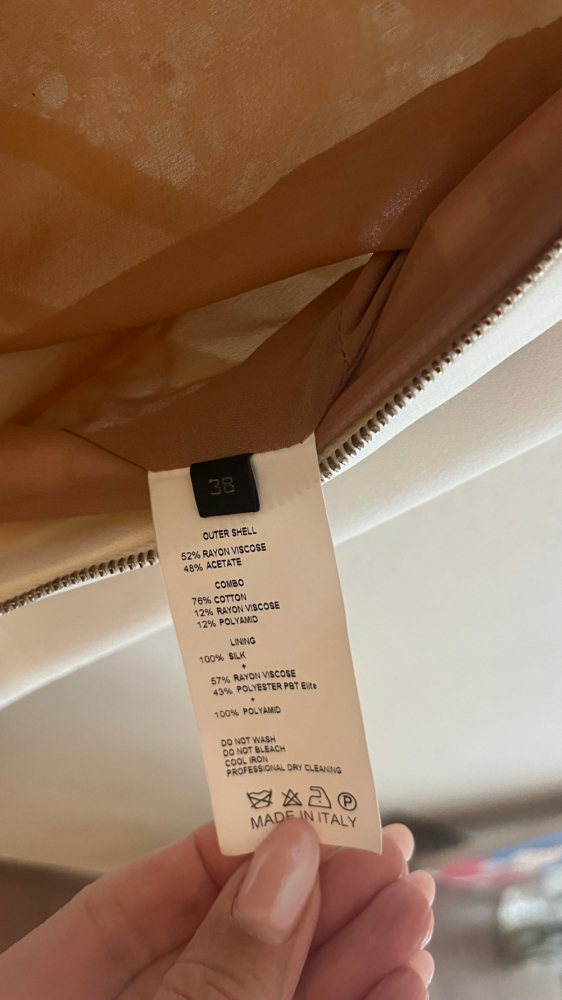 38
OUTER SHELL
52% RAYON VISCOSE
48% ACETATE
COMBO
76% COTTON
12% RAYON VISCOSE
12% POLYAMID
LINING
100% SILK
+
57% RAYON VISCOSE
43% POLYESTER PBT Elite
+
100% POLYAMID
DO NOT WASH
DO NOT BLEACH
COOL IRON
PROFESSIONAL DRY CLEANING
P
MADE IN ITALY